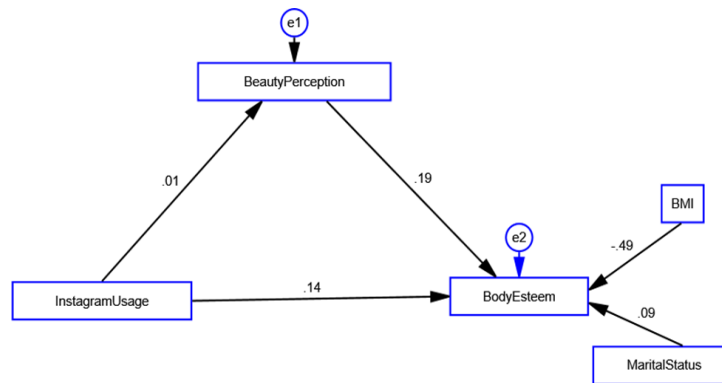 e1
BeautyPerception
.01
.19
BMI
e2
-.49
InstagramUsage
.14
BodyEsteem
.09
MaritalStatus